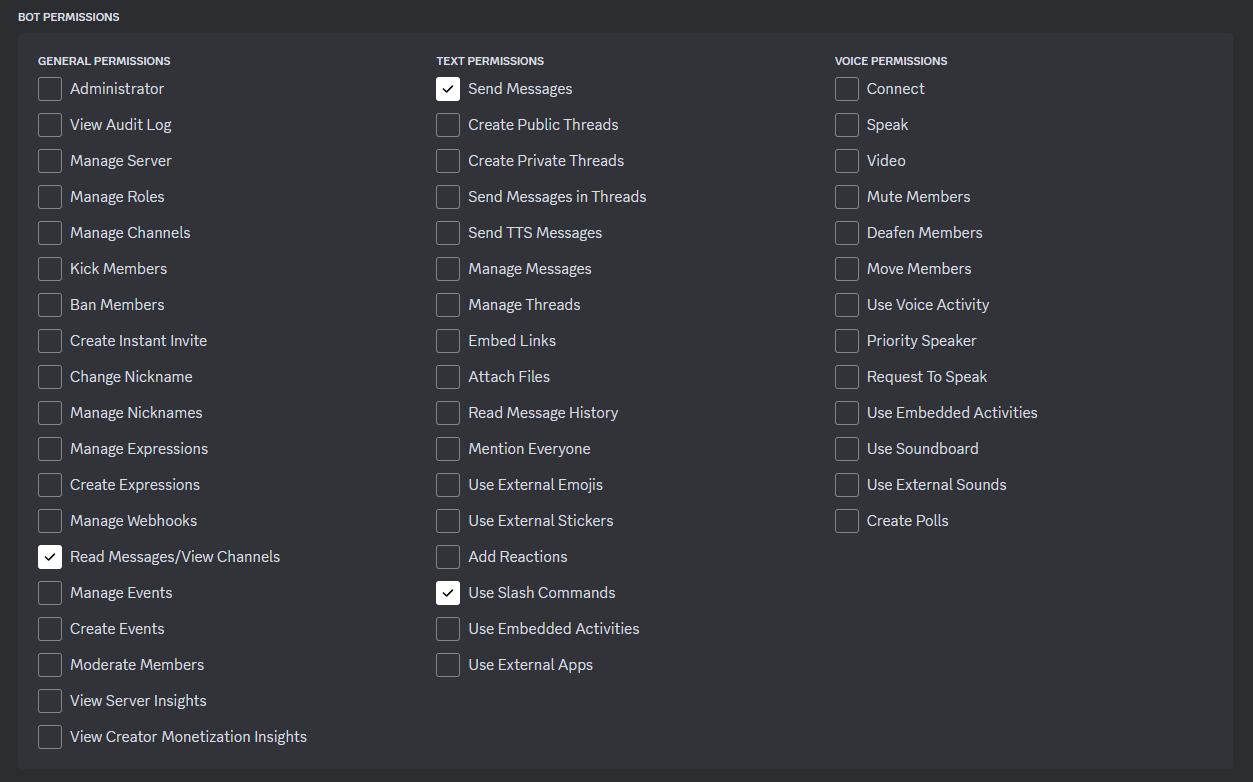 BOT PERMISSIONS
GENERAL PERMISSIONS
Administrator
View Audit Log
Manage Server
Manage Roles
Manage Channels
Kick Members
Ban Members
Create Instant Invite
Change Nickname
Manage Nicknames
Manage Expressions
Create Expressions
Manage Webhooks
Read Messages/View Channels
Manage Events
Create Events
Moderate Members
View Server Insights
View Creator Monetization Insights
TEXT PERMISSIONS
Send Messages
Create Public Threads
Create Private Threads
Send Messages in Threads
Send TTS Messages
Manage Messages
Manage Threads
Embed Links
Attach Files
Read Message History
Mention Everyone
Use External Emojis
Use External Stickers
Add Reactions
Use Slash Commands
Use Embedded Activities
Use External Apps
VOICE PERMISSIONS
Connect
Speak
Video
Mute Members
Deafen Members
Move Members
Use Voice Activity
Priority Speaker
Request To Speak
Use Embedded Activities
Use Soundboard
Use External Sounds
Create Polls